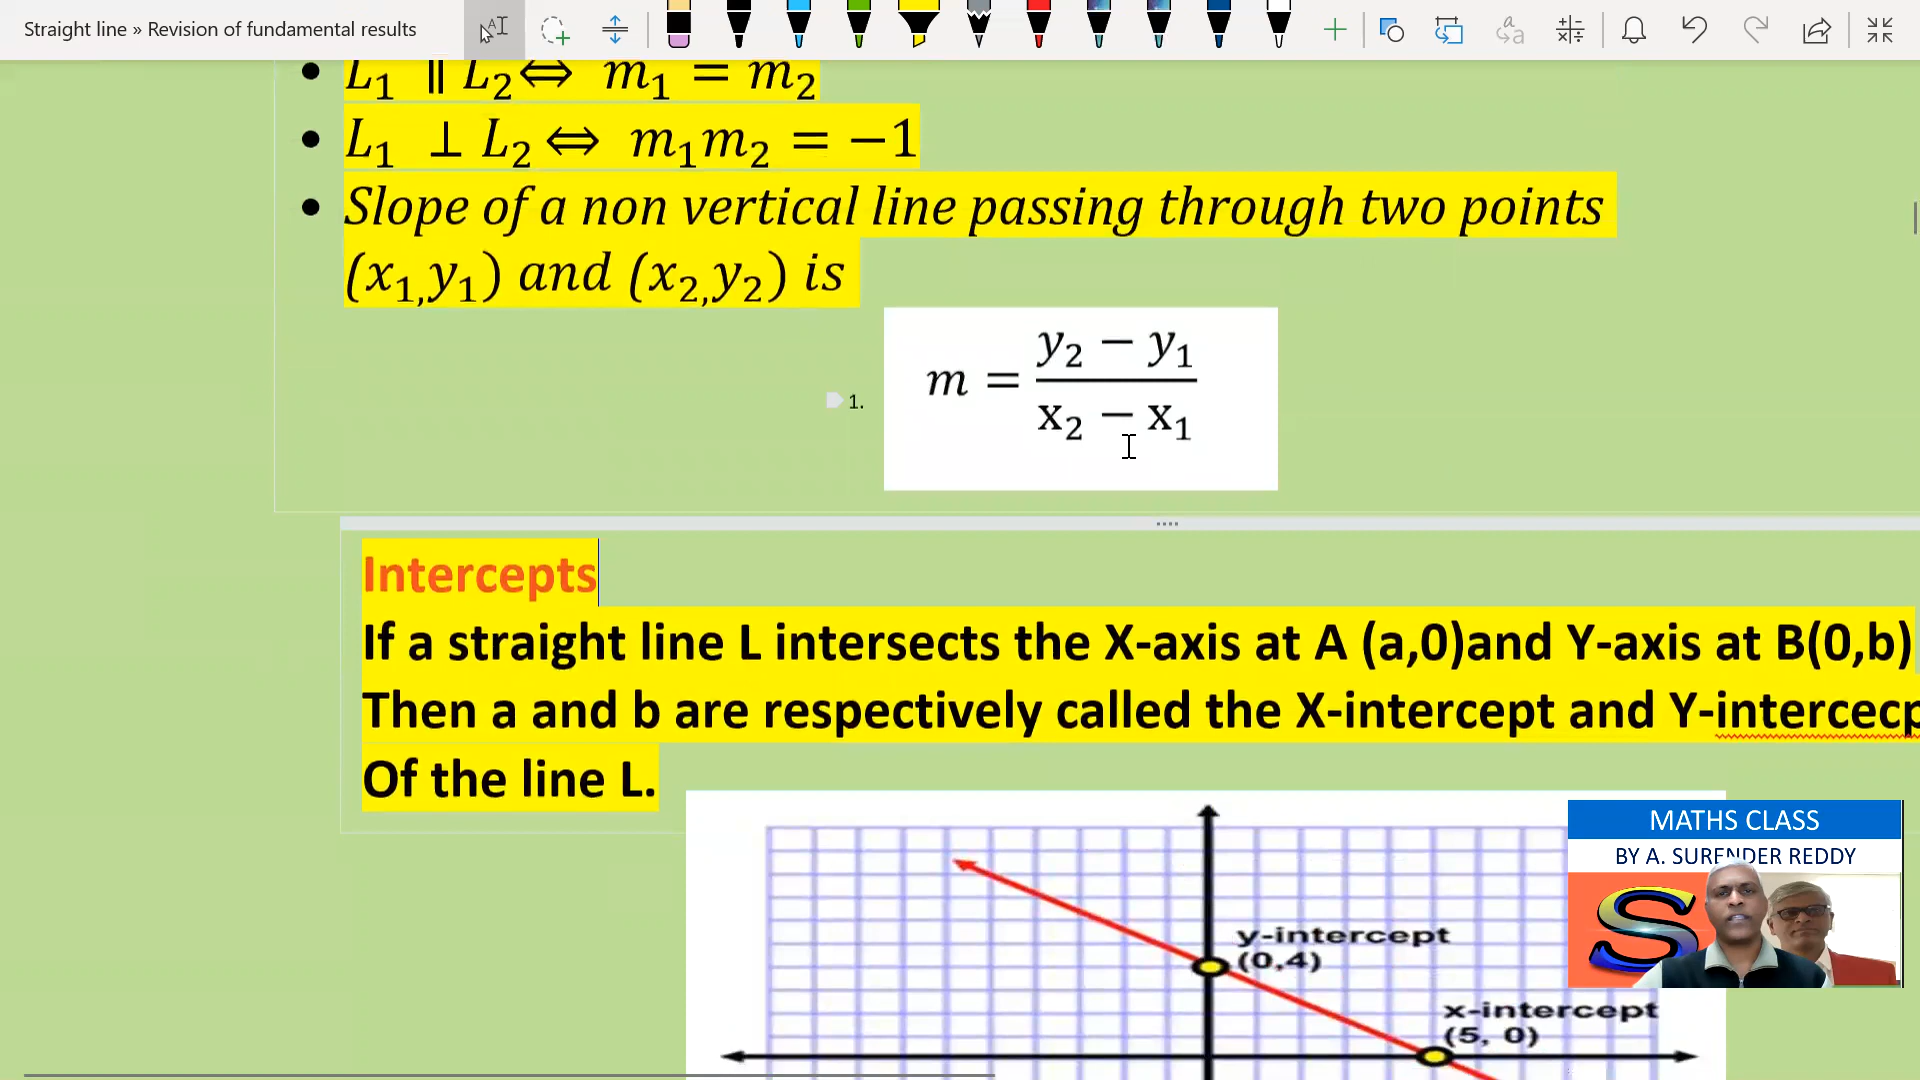 Straight line » Revision of fundamental results
• L₁ ∥ L₂ ⇔ m₁ = m₂
• L₁ ⊥ L₂ ⇔ m₁m₂ = −1
• Slope of a non vertical line passing through two points
(x₁,y₁) and (x₂,y₂) is
1. m = (y₂ − y₁)/(x₂ − x₁)
Intercepts
If a straight line L intersects the X-axis at A (a,0)and Y-axis at B(0,b)
Then a and b are respectively called the X-intercept and Y-intercecp
Of the line L.
MATHS CLASS
BY A. SURENDER REDDY
S
y-intercept
(0,4)
x-intercept
(5, 0)